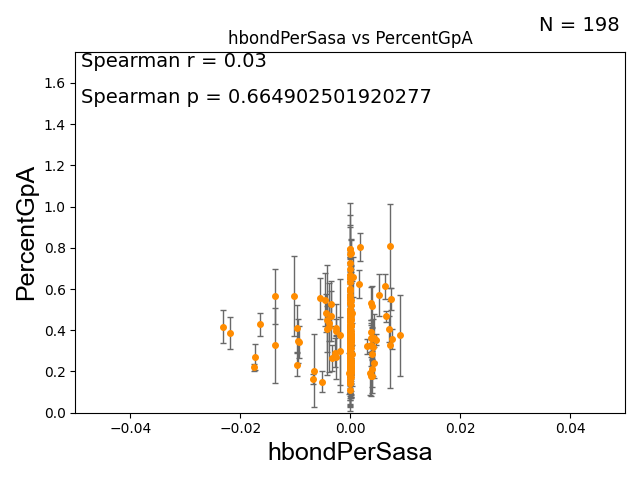 N = 198
hbondPerSasa vs PercentGpA
Spearman r = 0.03
Spearman p = 0.664902501920277
PercentGpA
1.6
1.4
1.2
1.0
0.8
0.6
0.4
0.2
0.0
−0.04 −0.02 0.00 0.02 0.04
hbondPerSasa